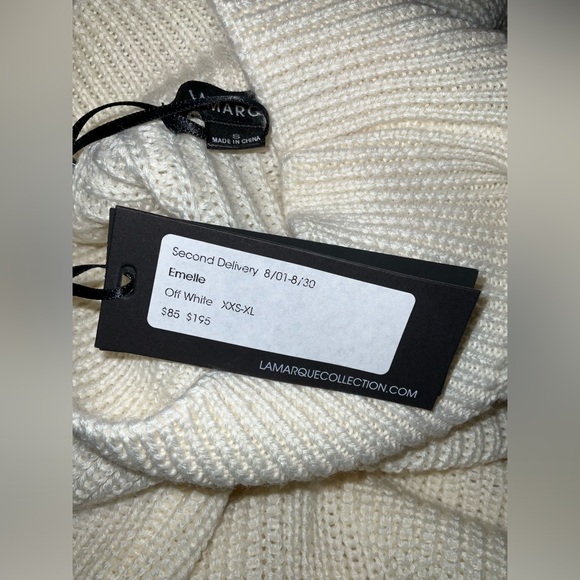 LAMARQ
S
MADE IN CHINA
Second Delivery 8/01-8/30
Emelle
Off White XXS-XL
$85 $195
LAMARQUECOLLECTION.COM